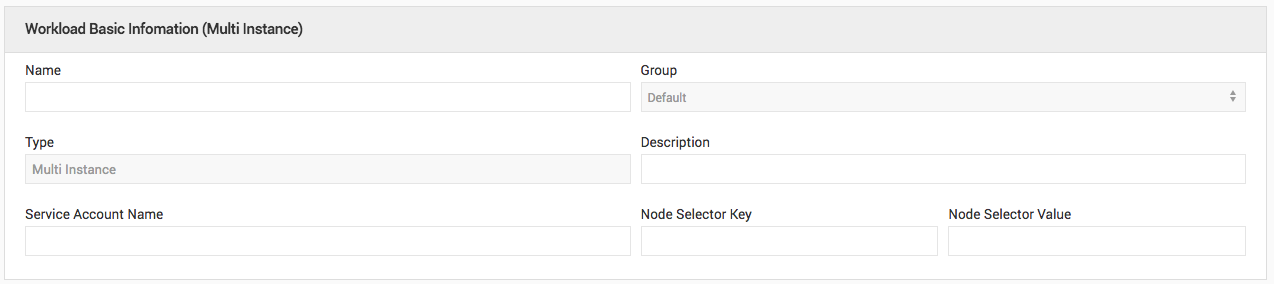 Workload Basic Infomation (Multi Instance)
Name
Group
Default
Type
Description
Multi Instance
Service Account Name
Node Selector Key
Node Selector Value